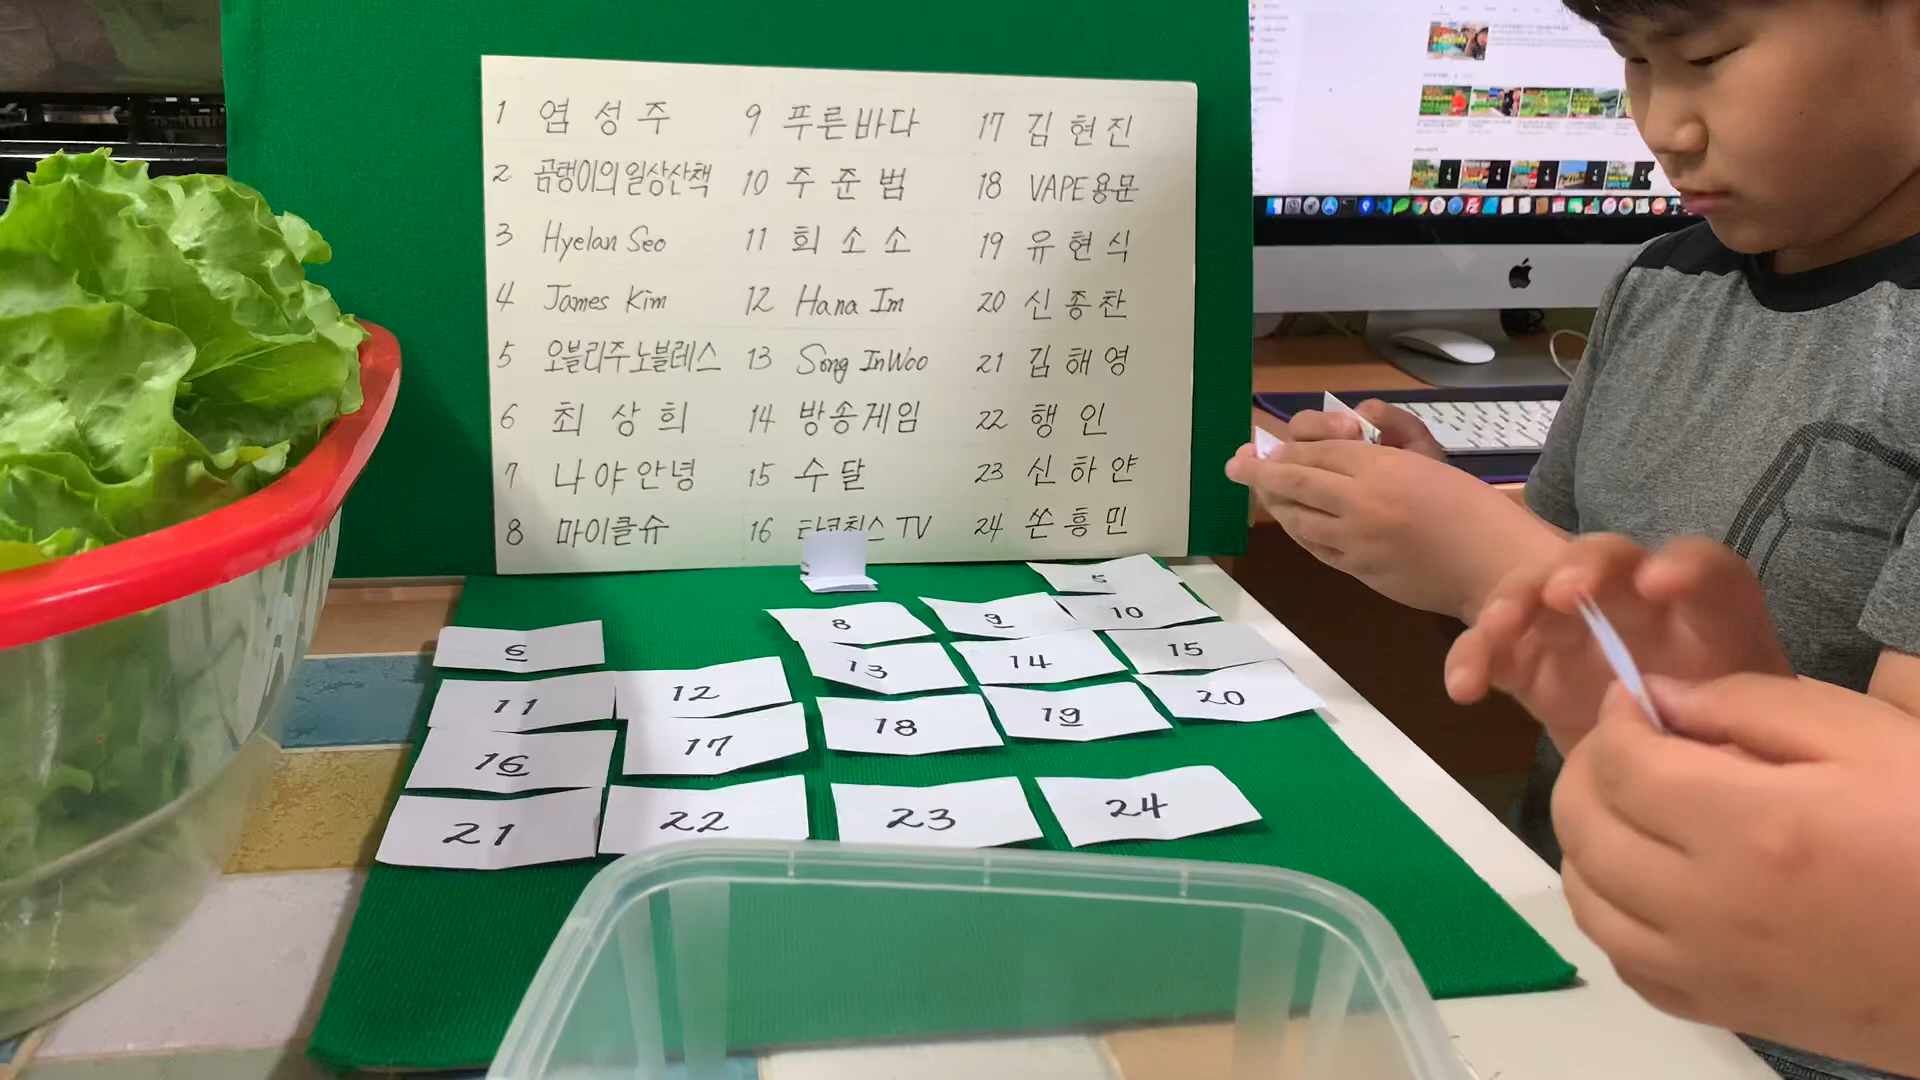 1 염성주
2 곰탱이의 일상산책
3 Hyelan Seo
4 James Kim
5 오블리주노블레스
6 최상희
7 나야안녕
8 마이클슈
9 푸른바다
10 주준법
11 희소소
12 Hana Im
13 Song InWoo
14 방송게임
15 수달
16 TV
17 김현진
18 VAPE용문
19 유현식
20 신종찬
21 김해영
22 행인
23 신하얀
24 쏜흥민
5
6 8 9 10
11 12 13 14 15
16 17 18 19 20
21 22 23 24